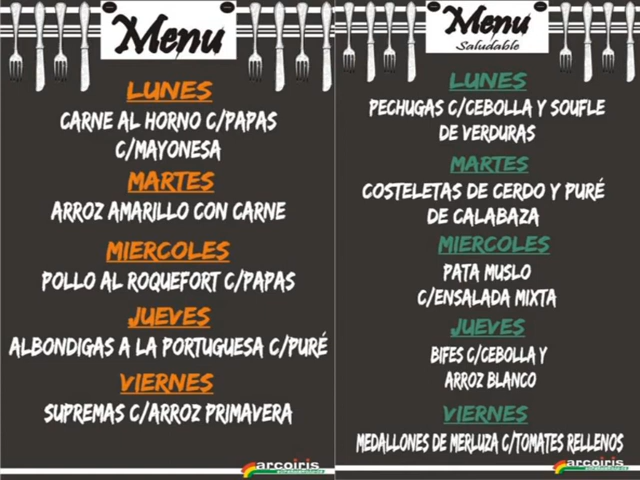 Menu
LUNES
CARNE AL HORNO C/PAPAS
C/MAYONESA
MARTES
ARROZ AMARILLO CON CARNE
MIERCOLES
POLLO AL ROQUEFORT C/PAPAS
JUEVES
ALBONDIGAS A LA PORTUGUESA C/PURÉ
VIERNES
SUPREMAS C/ARROZ PRIMAVERA
arcoiris
Menu
Saludable
LUNES
PECHUGAS C/CEBOLLA Y SOUFLE
DE VERDURAS
MARTES
COSTELETAS DE CERDO Y PURÉ
DE CALABAZA
MIERCOLES
PATA MUSLO
C/ENSALADA MIXTA
JUEVES
BIFES C/CEBOLLA Y
ARROZ BLANCO
VIERNES
MEDALLONES DE MERLUZA C/TOMATES RELLENOS
arcoiris